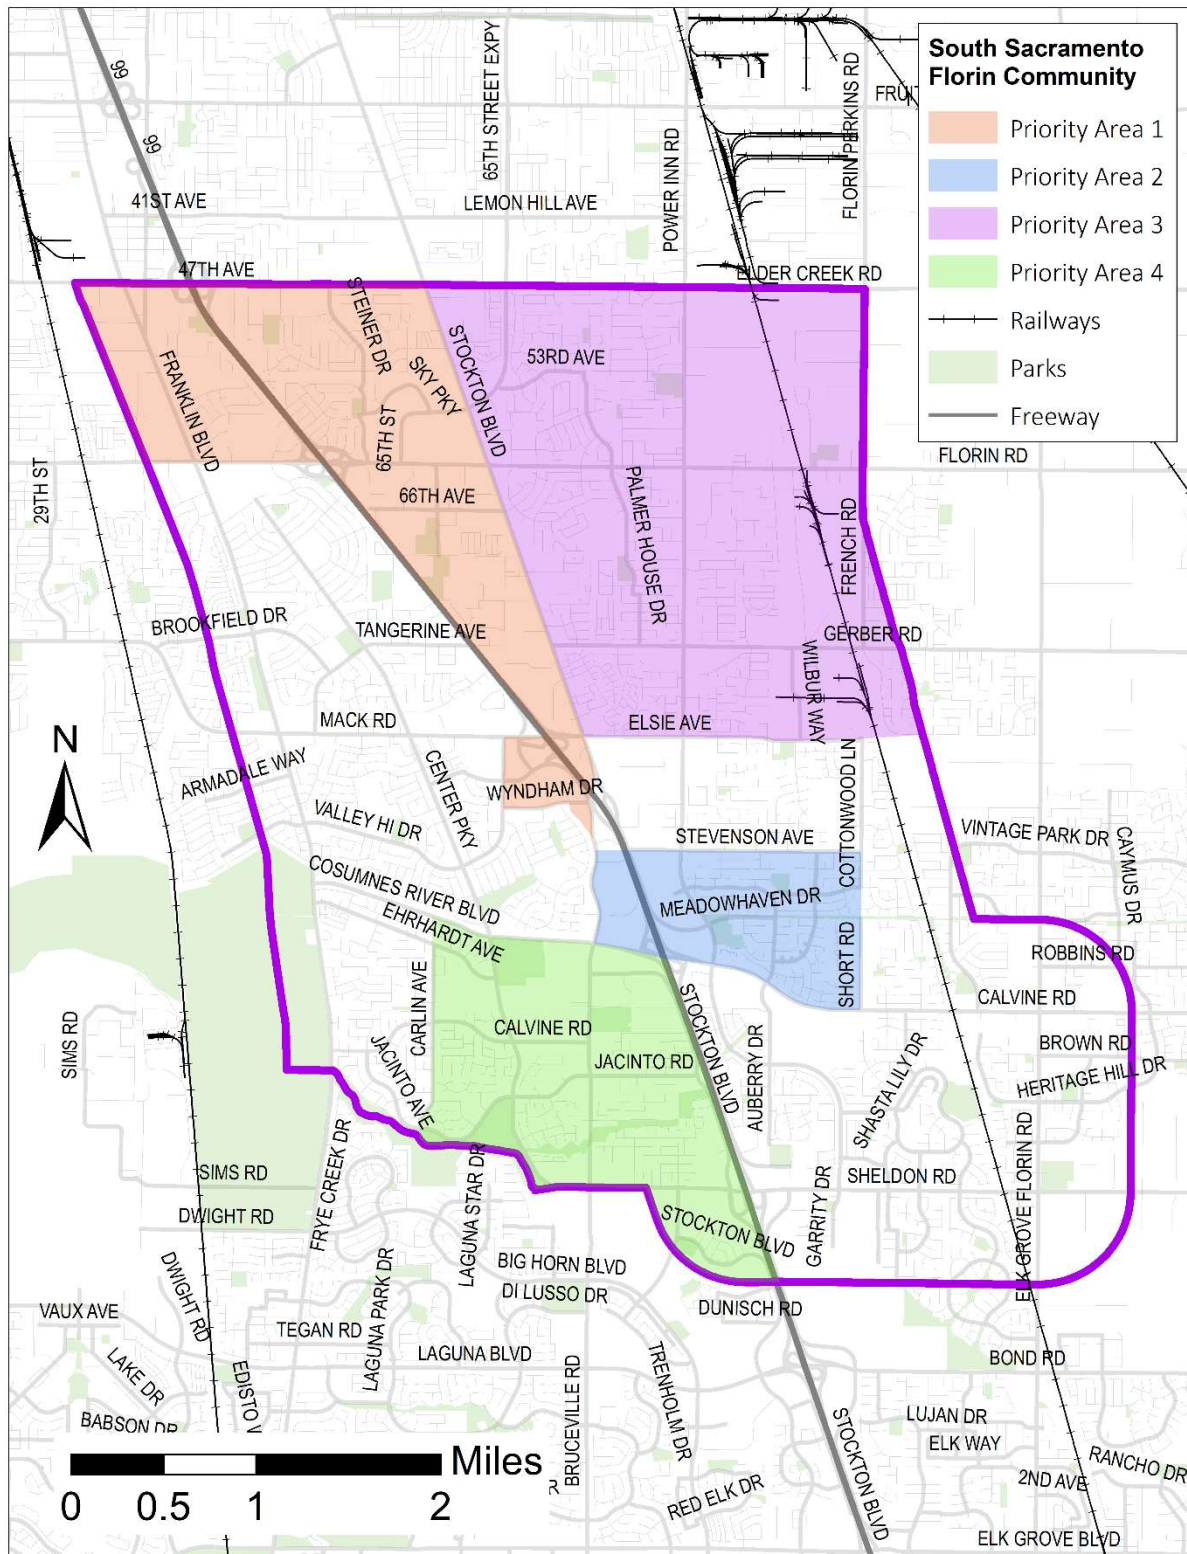 South Sacramento
Florin Community
Priority Area 1
Priority Area 2
Priority Area 3
Priority Area 4
Railways
Parks
Freeway
99
99
65TH STREET EXPY
POWER INN RD
FLORIN PERKINS RD
FRUIT
41ST AVE
LEMON HILL AVE
47TH AVE
ELDER CREEK RD
STEINER DR
SKY PKY
STOCKTON BLVD
53RD AVE
FRANKLIN BLVD
65TH ST
FLORIN RD
29TH ST
66TH AVE
PALMER HOUSE DR
FRENCH RD
BROOKFIELD DR
TANGERINE AVE
GERBER RD
WILBUR WAY
MACK RD
ELSIE AVE
N
ARMADALE WAY
CENTER PKY
WYNDHAM DR
COTTONWOOD LN
VALLEY HI DR
STEVENSON AVE
VINTAGE PARK DR
CAYMUS DR
COSUMNES RIVER BLVD
EHRHARDT AVE
MEADOWHAVEN DR
SHORT RD
ROBBINS RD
CALVINE RD
CARLIN AVE
CALVINE RD
STOCKTON BLVD
SIMS RD
JACINTO AVE
JACINTO RD
AUBERRY DR
SHASTA LILY DR
BROWN RD
HERITAGE HILL DR
SIMS RD
FRYE CREEK DR
LAGUNA STAR DR
SHELDON RD
ELK GROVE FLORIN RD
DWIGHT RD
STOCKTON BLVD
GARRITY DR
DWIGHT RD
LAGUNA PARK DR
BIG HORN BLVD
DI LUSSO DR
DUNISCH RD
VAUX AVE
TEGAN RD
LAGUNA BLVD
BOND RD
LAKE DR
EDISTO
BRUCEVILLE RD
TRENHOLM DR
BABSON DR
LUJAN DR
ELK WAY
STOCKTON BLVD
RANCHO DR
2ND AVE
RED ELK DR
ELK GROVE BLVD
Miles
0 0.5 1 2